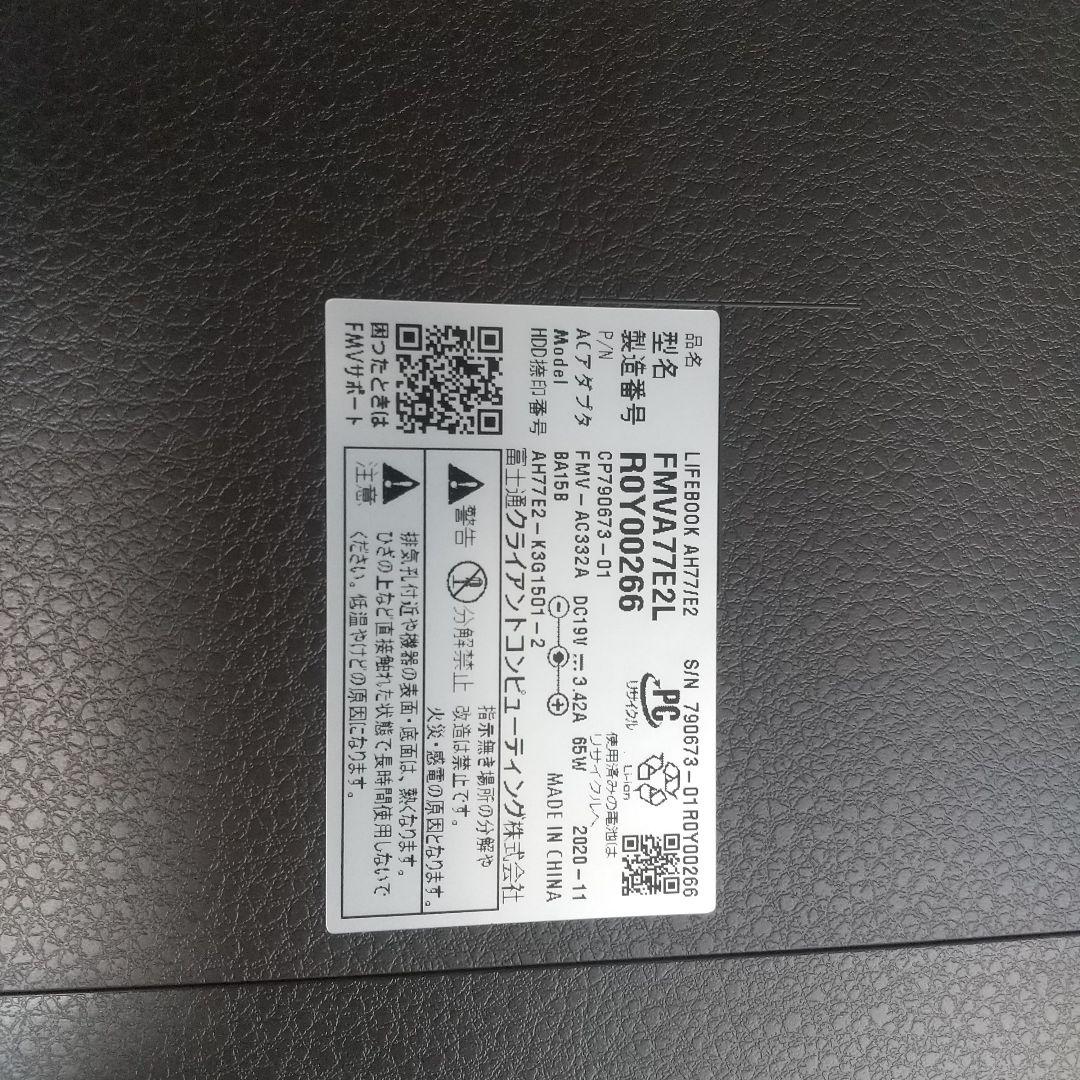 品名 LIFEBOOK AH77/E2 S/N 790673-01R0Y00266
型名 FMVA77E2L
製造番号 R0Y00266
P/N CP790673-01
ACアダプタ FMV-AC332A DC19V 3.42A 65W 2 2020-11
Model BA15B MADE IN CHINA
HDD捺印番号 AH77E2-K3G1501-2
PC
リサイクル
Li-ion
使用済みの電池は
リサイクルへ
富士通クライアントコンピューティング株式会社
困ったときは
FMVサポート
警告 分解禁止
指示無き場所の分解や
改造は禁止です。
火災・感電の原因となります。
注意
排気孔付近や機器の表面・底面は、熱くなります。
ひざの上など直接触れた状態で長時間使用しないで
ください。低温やけどの原因になります。